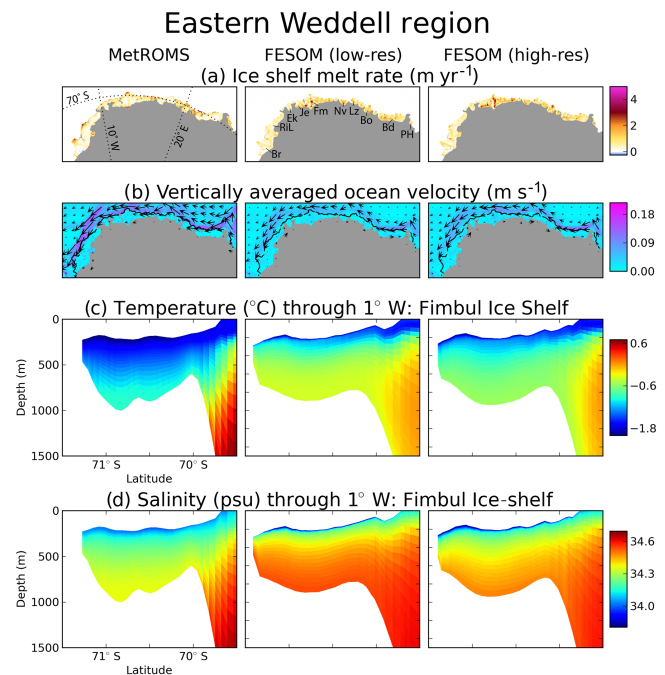 Eastern Weddell region
MetROMS FESOM (low-res) FESOM (high-res)
(a) Ice shelf melt rate (m yr⁻¹)
70° S
10° W
20° E
Ek Je Fm Nv Lz
RiL Bo
Bd
PH
Br
4
2
0
(b) Vertically averaged ocean velocity (m s⁻¹)
0.18
0.09
0.00
(c) Temperature (°C) through 1° W: Fimbul Ice Shelf
0
500
1000
1500
Depth (m)
71° S 70° S
Latitude
0.6
−0.6
−1.8
(d) Salinity (psu) through 1° W: Fimbul Ice-shelf
0
500
1000
1500
Depth (m)
71° S 70° S
Latitude
34.6
34.3
34.0